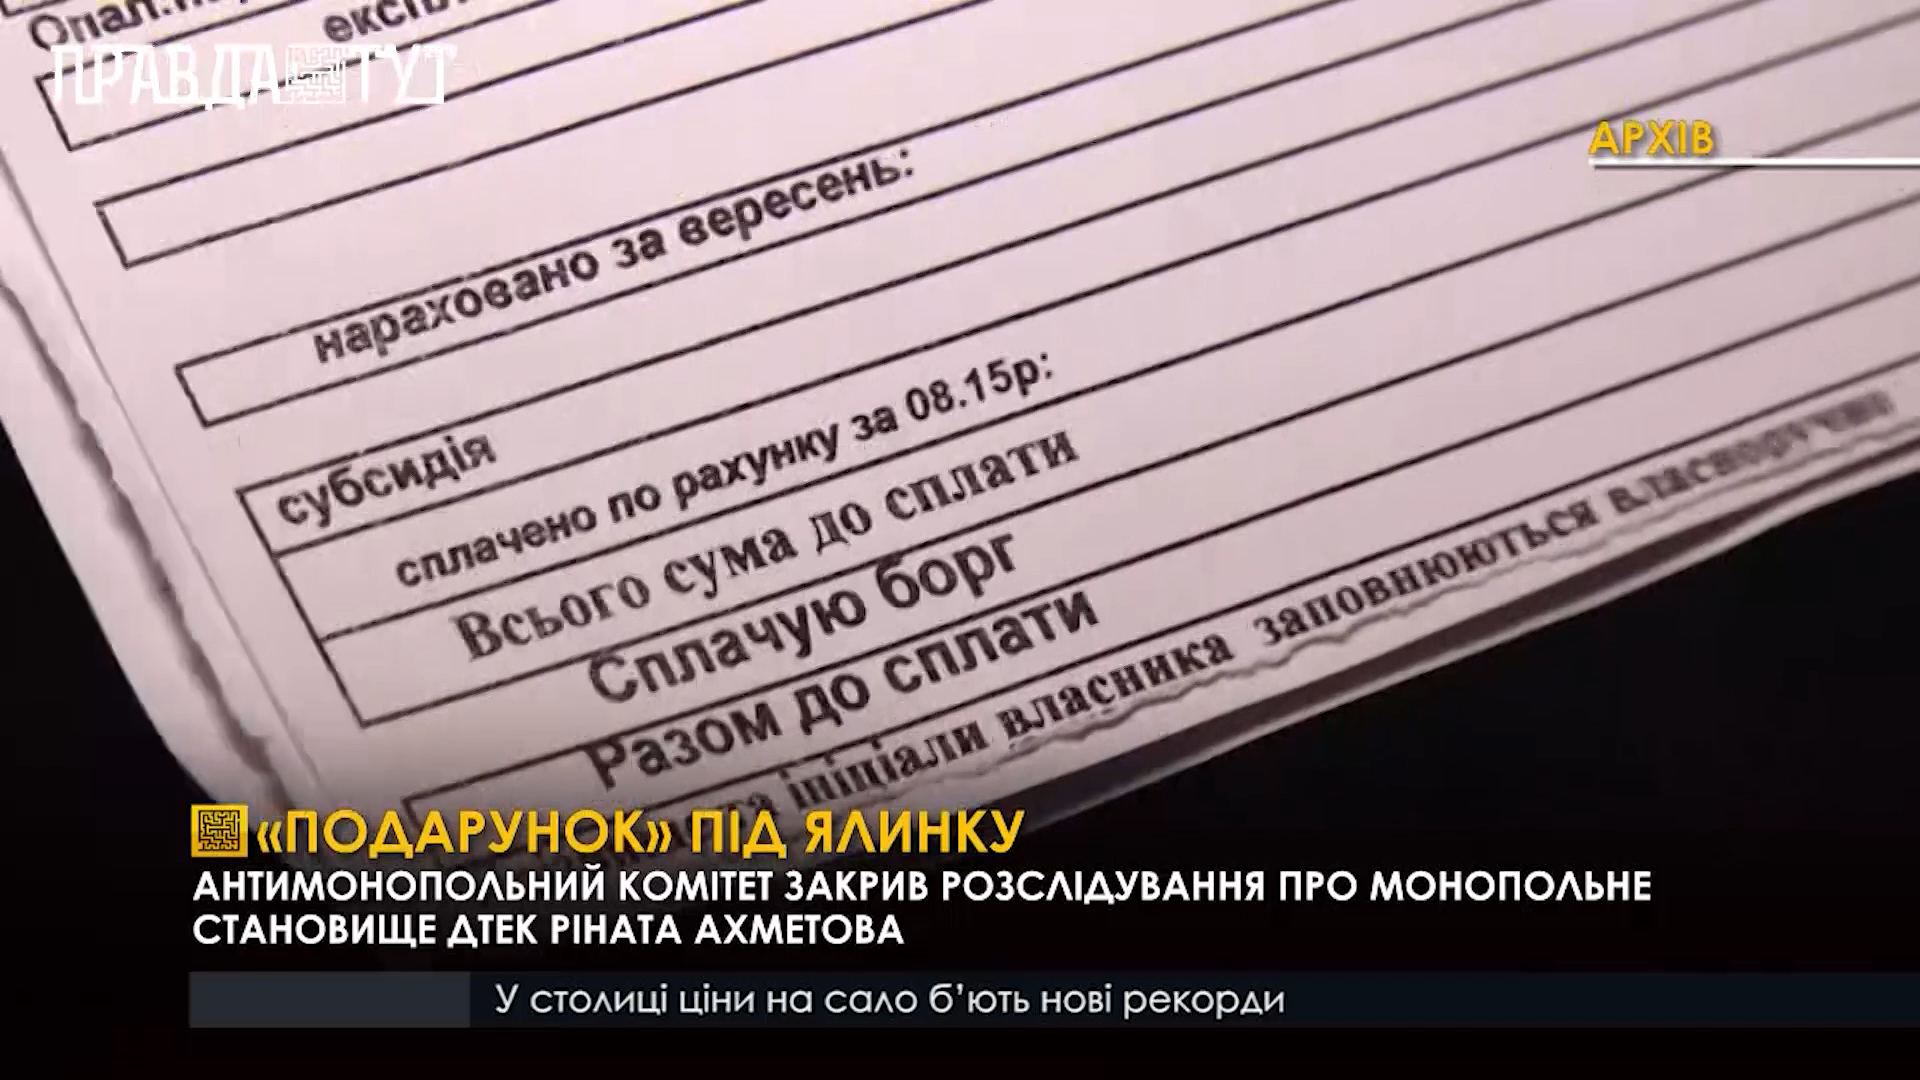 ПРАВДА ТУТ
АРХІВ
нараховано за вересень:
субсидія
сплачено по рахунку за 08.15р:
Всього сума до сплати
Сплачую борг
Разом до сплати
ініціали власника заповнюються власноручно
«ПОДАРУНОК» ПІД ЯЛИНКУ
АНТИМОНОПОЛЬНИЙ КОМІТЕТ ЗАКРИВ РОЗСЛІДУВАННЯ ПРО МОНОПОЛЬНЕ
СТАНОВИЩЕ ДТЕК РІНАТА АХМЕТОВА
У столиці ціни на сало б’ють нові рекорди